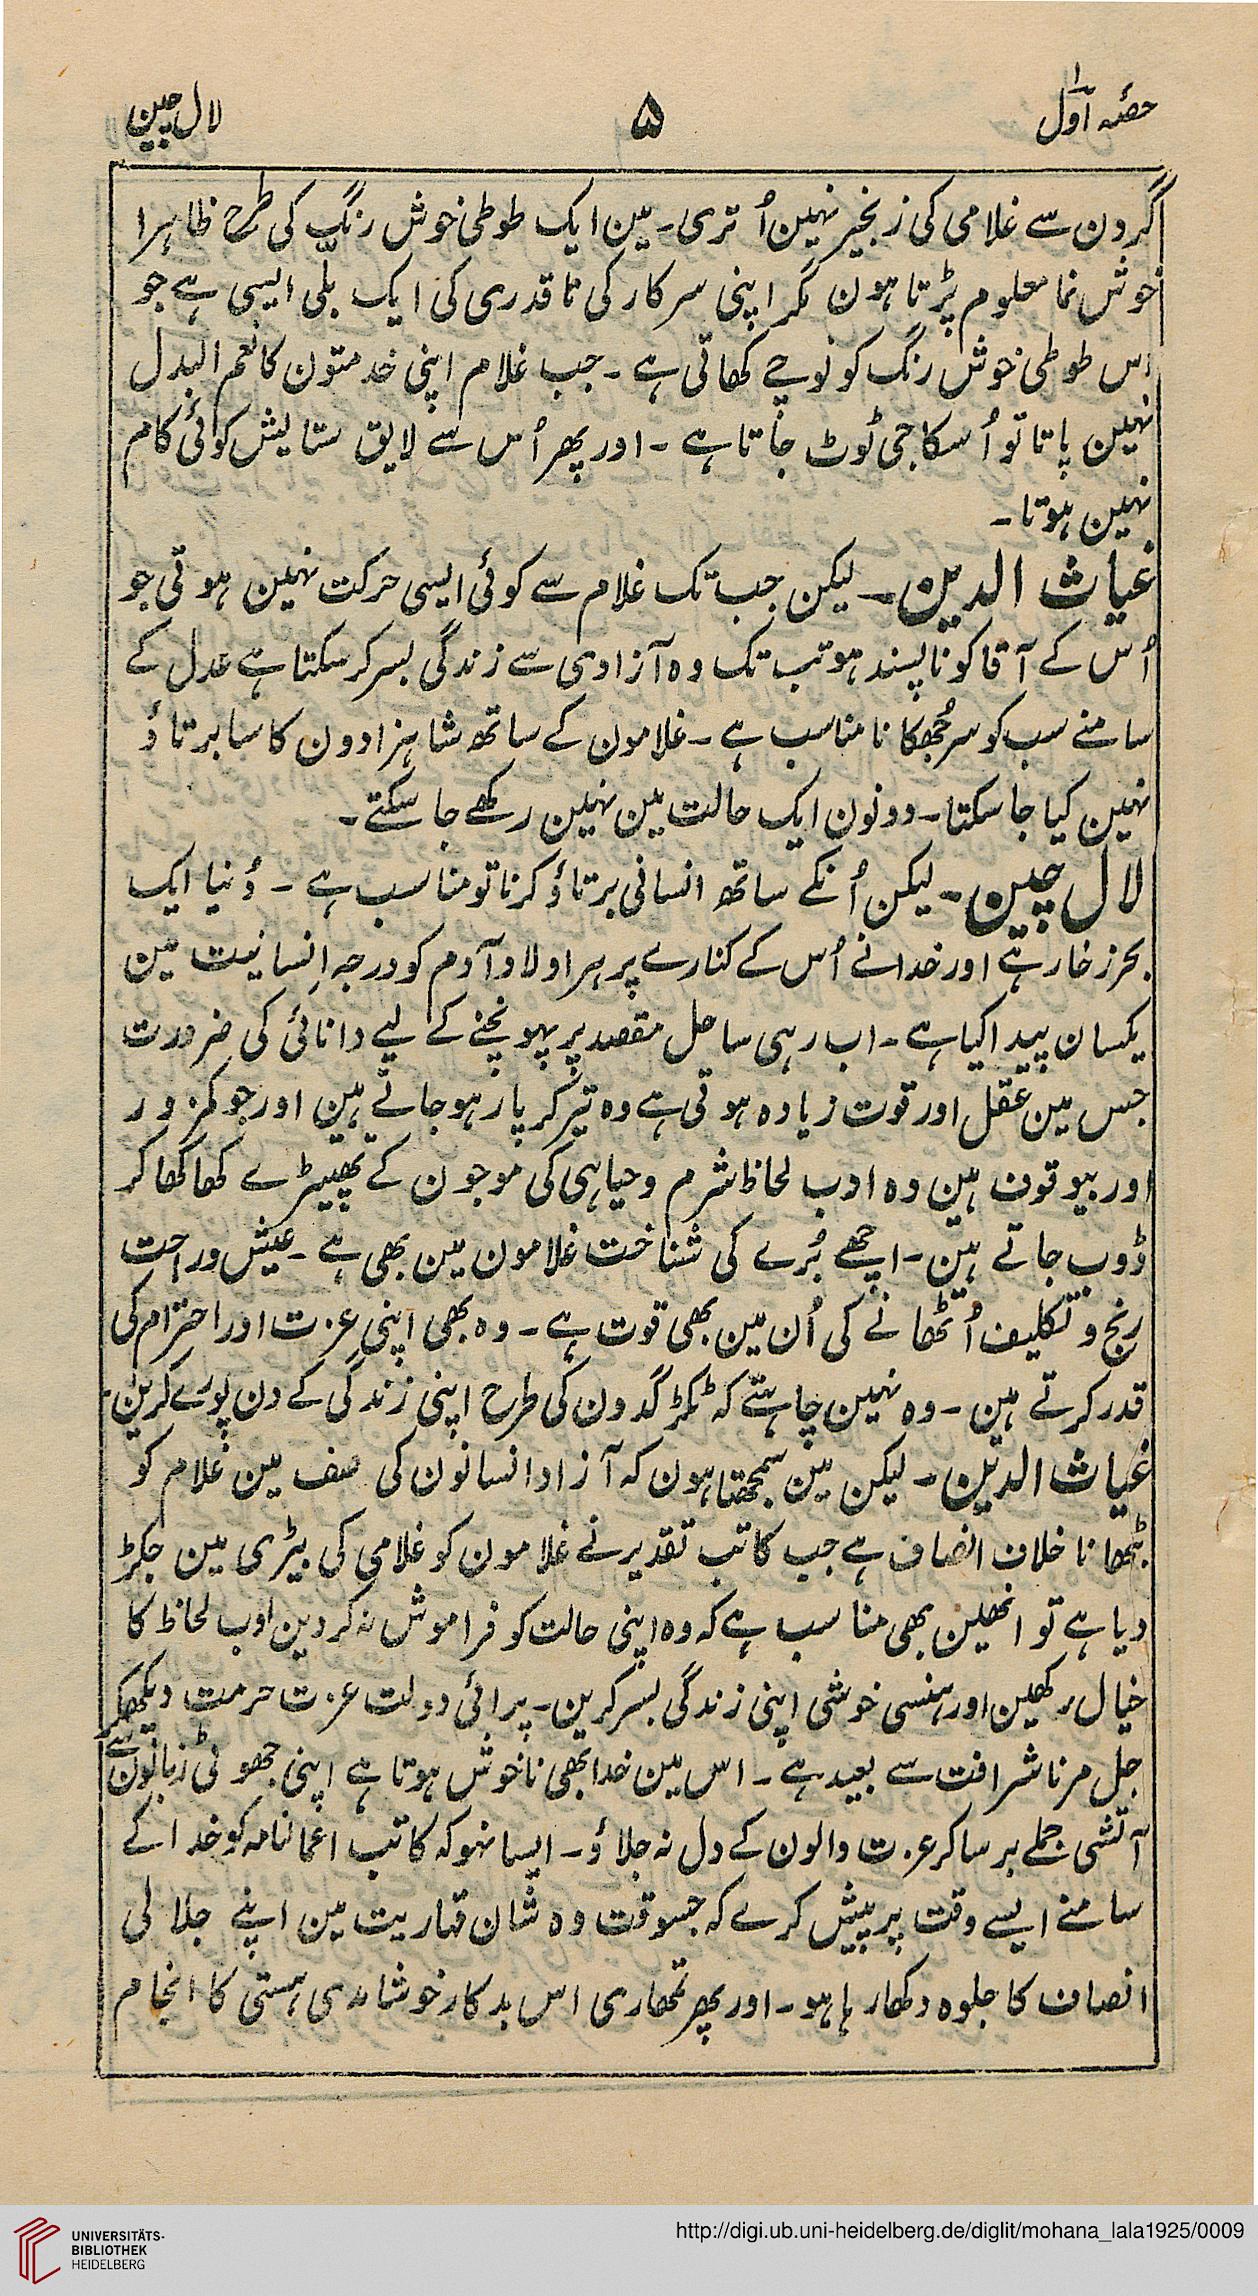 حصّہ اوّل
۵
لال چین
گردن سے غلامی کی زنجیر نہین اُتری۔ مین ایک طوطی خوش رنگ کی طرح ظاہرا
خوش نما معلوم پڑتا ہون مگر اپنی سرکار کی ناقدری کی ایک بلی ایسی ہے جو
اس طوطی خوش رنگ کو نوچے کھاتی ہے۔ جب غلام اپنی خدمتون کا نعم البدل
نہین پاتا تو اُسکا جی ٹوٹ جاتا ہے۔ اور پھر اُس سے لایق ستایش کوئی کام
نہین ہوتا۔
غیاث الدین۔ لیکن جب تک غلام سے کوئی ایسی حرکت نہین ہوتی جو
اُس کے آقا کو ناپسند ہو تب تک وہ آزادی سے زندگی بسر کر سکتا ہے عدل کے
سامنے سب کو سر جُھکانا مناسب ہے۔ غلامون کے ساتھ شاہزادون کا سا برتاؤ
نہین کیا جا سکتا۔ دونون ایک حالت مین نہین رکھے جا سکتے۔
لال چین۔ لیکن اُنکے ساتھ انسانی برتاؤ کرنا تو مناسب ہے۔ دُنیا ایک
بحر زخار ہے اور خدا نے اُس کے کنارے پر ہر اولاد آدم کو درجہ اِنسانیت مین
یکسان پیدا کیا ہے۔ اب رہی ساحل مقصد پر پہونچنے کے لیے دانائی کی ضرورت
جس مین عقل اور قوت زیادہ ہوتی ہے وہ تیر کر پار ہو جاتے ہین اور جو کمزور
اور بیوقوف ہین وہ ادب لحاظ شرم و حیا ہی کی موجون کے تھپیڑے کھا کھا کر
ڈوب جاتے ہین۔ اچھے بُرے کی شناخت غلامون مین بھی ہے۔ عیش و راحت
رنج و تکلیف اُٹھانے کی اُن مین بھی قوت ہے۔ وہ بھی اپنی عزت اور احترام کی
قدر کرتے ہین۔ وہ نہین چاہتے کہ ٹکڑ گدون کی طرح اپنی زندگی کے دن پورے کرین۔
غیاث الدین۔ لیکن مین سمجھتا ہون کہ آزاد انسانون کی صف مین غلام کو
بٹھانا خلاف انصاف ہے جب کاتب تقدیر نے غلامون کو غلامی کی بیڑی مین جکڑ
دیا ہے تو انھین بھی مناسب ہے کہ وہ اپنی حالت کو فراموش نہ کردین ادب لحاظ کا
خیال رکھین اور ہنسی خوشی اپنی زندگی بسر کرین۔ پرائی دولت عزت حرمت دیکھکر
جل مرنا شرافت سے بعید ہے۔ اس مین خدا بھی ناخوش ہوتا ہے اپنی جھوٹی زبانون سے
آتشی جملے برسا کر عزت والون کے دل نہ جلاؤ۔ ایسا نہو کہ کاتب اعمالنامہ کو خدا کے
سامنے ایسے وقت پر پیش کرے کہ جسوقت وہ شان قہاریت مین اپنے جلالی
انصاف کا جلوہ دکھا رہا ہو۔ اور پھر تمھاری اس بدکار خوشامدی ہستی کا انجام
UNIVERSITÄTS-
BIBLIOTHEK
HEIDELBERG
http://digi.ub.uni-heidelberg.de/diglit/mohana_lala1925/0009